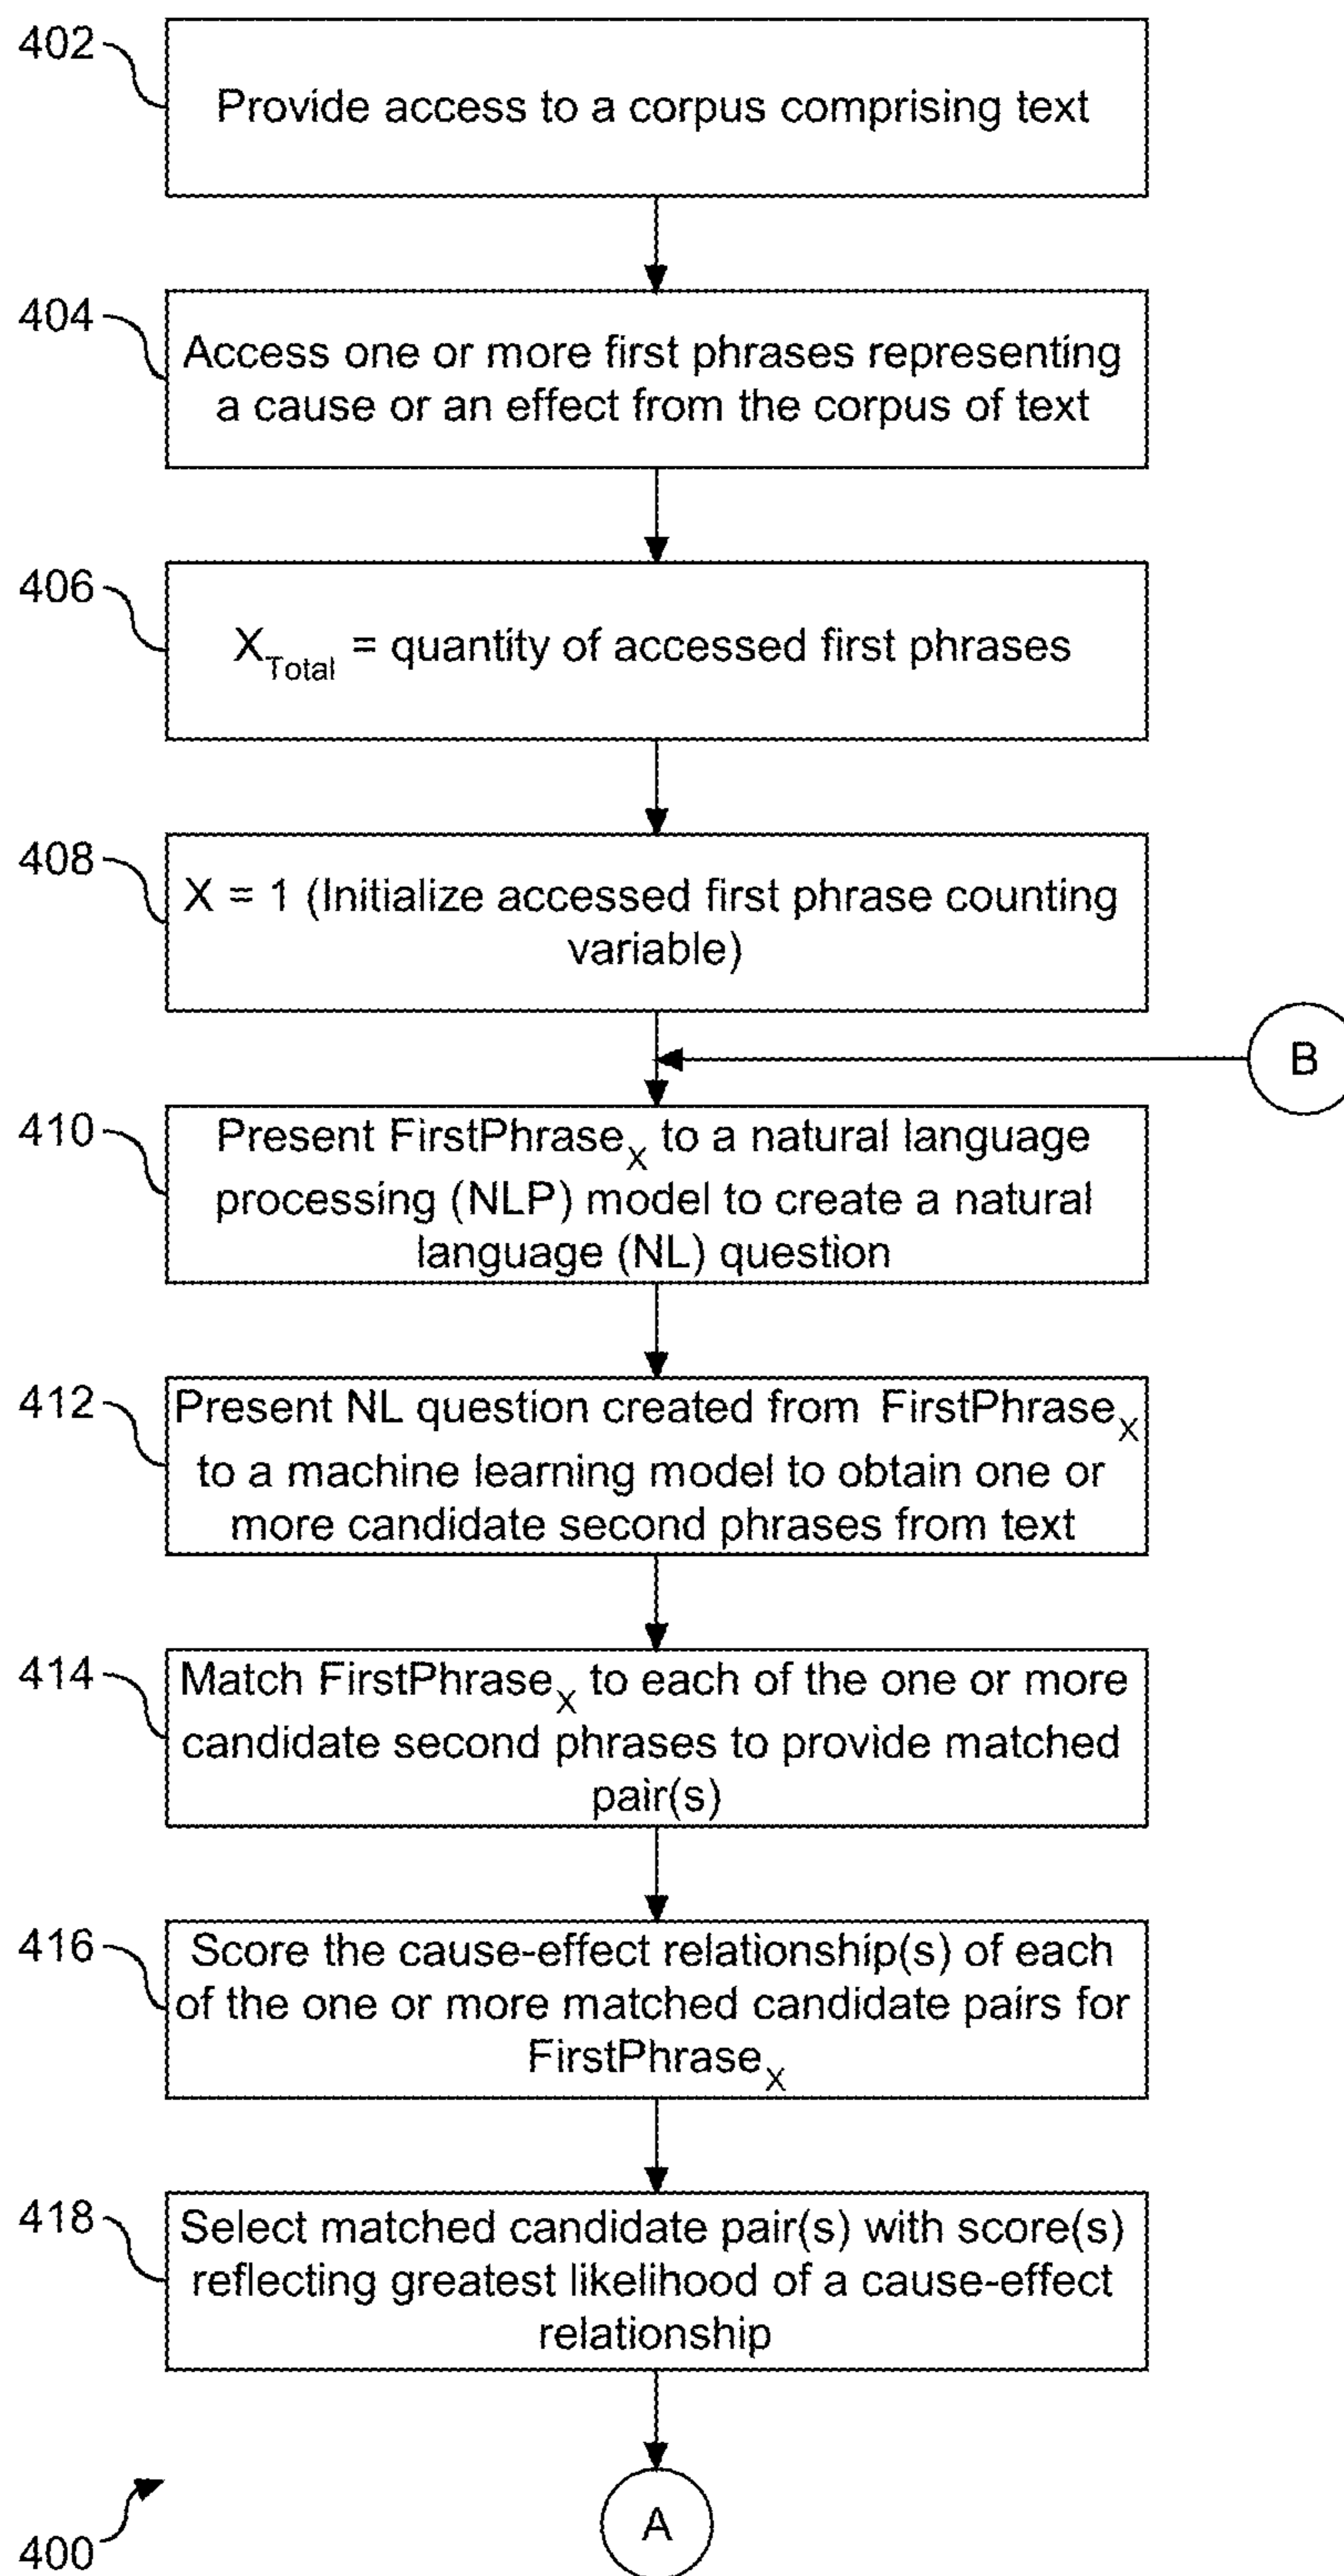 402
Provide access to a corpus comprising text
404
Access one or more first phrases representing
a cause or an effect from the corpus of text
406
X_Total = quantity of accessed first phrases
408
X = 1 (Initialize accessed first phrase counting
variable)
B
410
Present FirstPhrase_X to a natural language
processing (NLP) model to create a natural
language (NL) question
412
Present NL question created from FirstPhrase_X
to a machine learning model to obtain one or
more candidate second phrases from text
414
Match FirstPhrase_X to each of the one or more
candidate second phrases to provide matched
pair(s)
416
Score the cause-effect relationship(s) of each
of the one or more matched candidate pairs for
FirstPhrase_X
418
Select matched candidate pair(s) with score(s)
reflecting greatest likelihood of a cause-effect
relationship
400
A